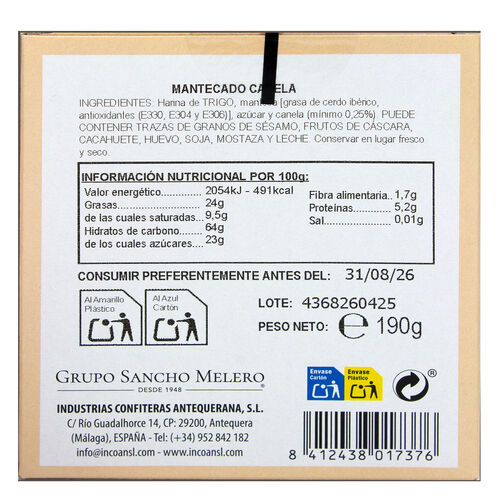 MANTECADO CANELA
INGREDIENTES: Harina de TRIGO, manteca [grasa de cerdo ibérico,
antioxidantes (E330, E304 y E306)], azúcar y canela (mínimo 0,25%). PUEDE
CONTENER TRAZAS DE GRANOS DE SÉSAMO, FRUTOS DE CÁSCARA,
CACAHUETE, HUEVO, SOJA, MOSTAZA Y LECHE. Conservar en lugar fresco
y seco.
INFORMACIÓN NUTRICIONAL POR 100g:
Valor energético. 2054kJ - 491kcal
Grasas 24g
de las cuales saturadas. 9,5g
Hidratos de carbono 64g
de los cuales azúcares. 23g
Fibra alimentaria. 1,7g
Proteínas. 5,2g
Sal. 0,01g
CONSUMIR PREFERENTEMENTE ANTES DEL: 31/08/26
Al Amarillo
Plástico
Al Azul
Cartón
LOTE: 4368260425
PESO NETO: e 190g
GRUPO SANCHO MELERO®
DESDE 1948
INDUSTRIAS CONFITERAS ANTEQUERANA, S.L.
C/ Río Guadalhorce 14, CP: 29200, Antequera
(Málaga), ESPAÑA - Tel: (+34) 952 842 182
info@incoansl.com - www.incoansl.com
Envase
Cartón
Envase
Plástico
8 412438 017376